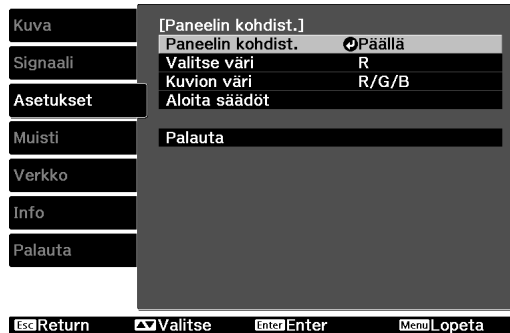 Kuva
Signaali
Asetukset
Muisti
Verkko
Info
Palauta
[Paneelin kohdist.]
Paneelin kohdist. Päällä
Valitse väri R
Kuvion väri R/G/B
Aloita säädöt
Palauta
Esc Return Valitse Enter Enter Menu Lopeta